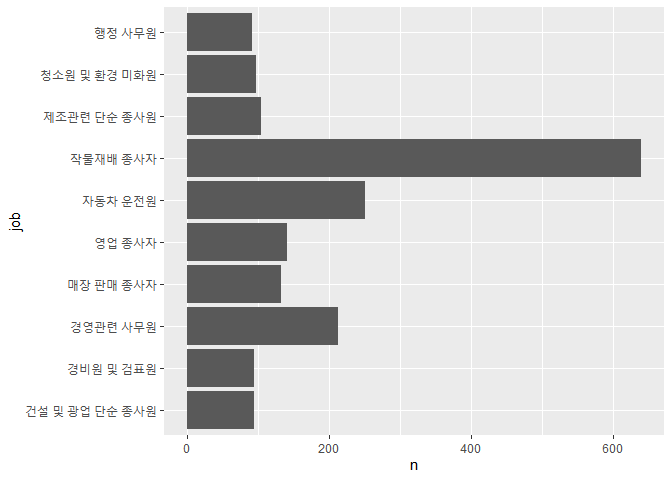 행정 사무원
청소원 및 환경 미화원
제조관련 단순 종사원
작물재배 종사자
자동차 운전원
영업 종사자
매장 판매 종사자
경영관련 사무원
경비원 및 검표원
건설 및 광업 단순 종사원
job
0 200 400 600
n